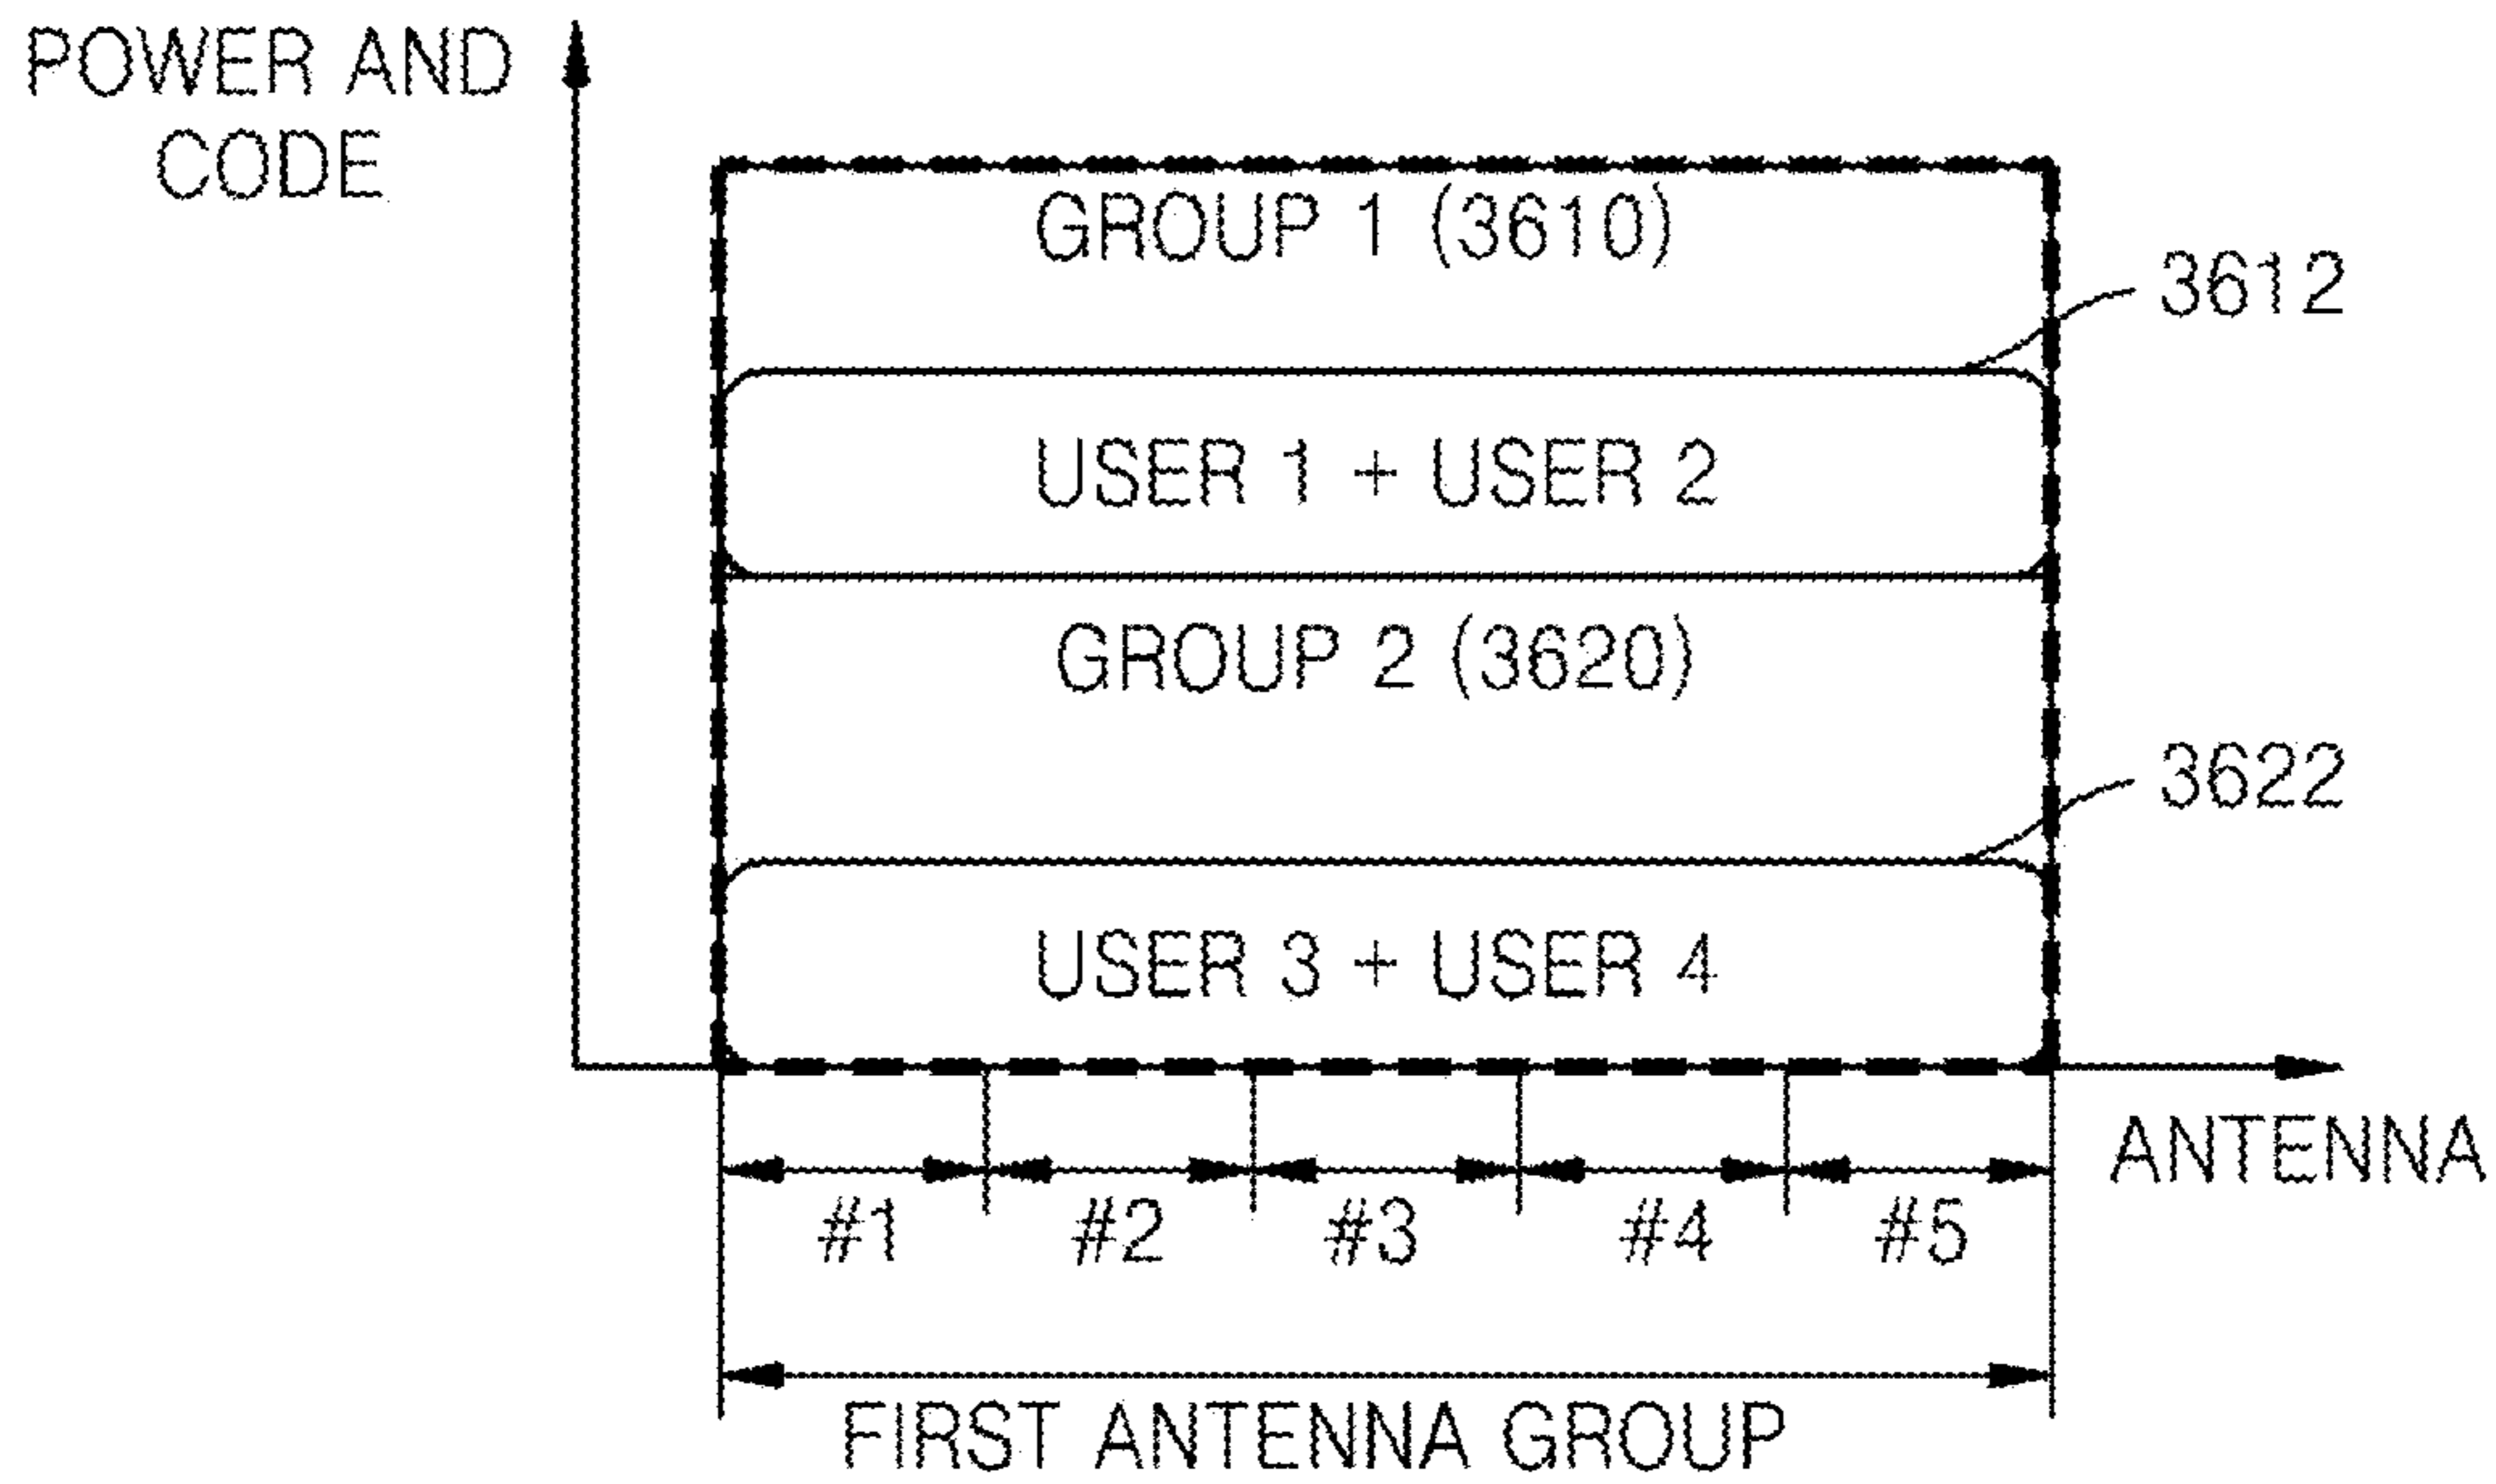 POWER AND
CODE
GROUP 1 (3610)
3612
USER 1 + USER 2
GROUP 2 (3620)
3622
USER 3 + USER 4
ANTENNA
#1 #2 #3 #4 #5
FIRST ANTENNA GROUP